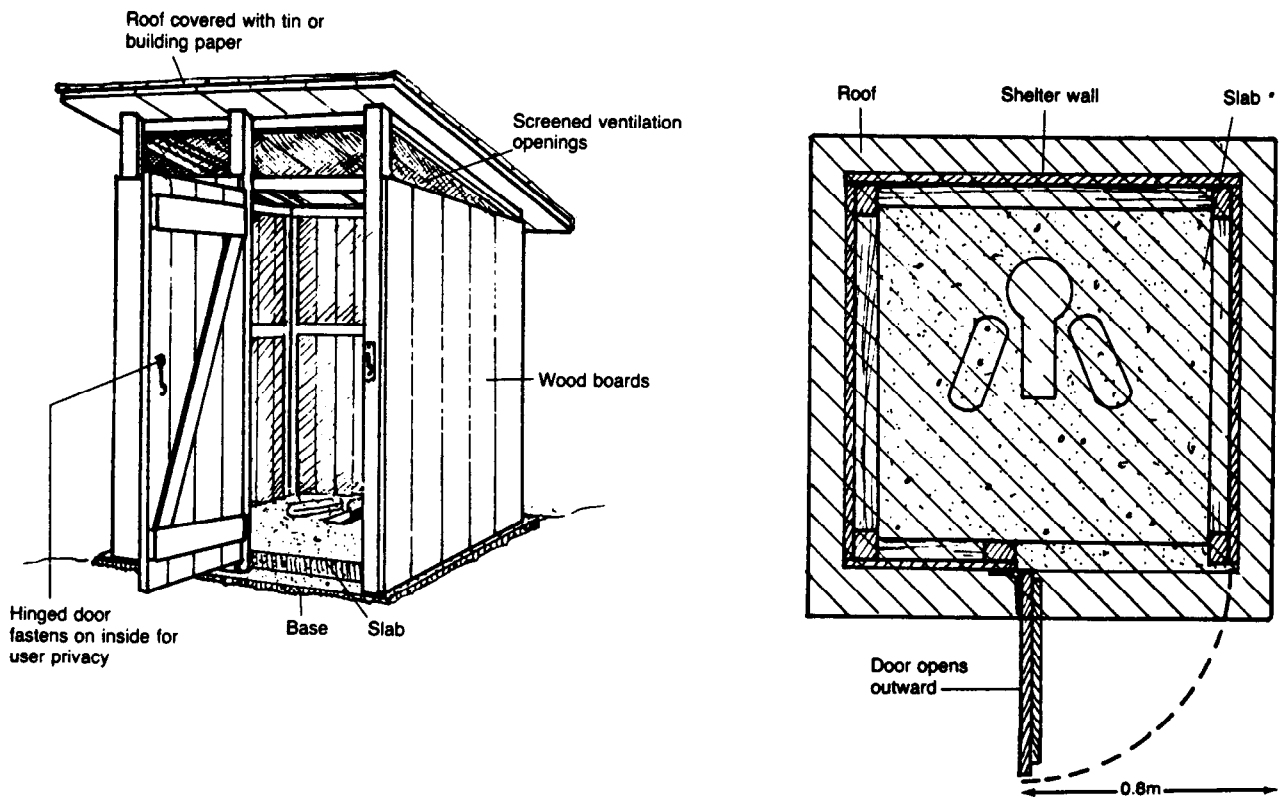 Roof covered with tin or
building paper
Screened ventilation
openings
Wood boards
Hinged door
fastens on inside for
user privacy
Base
Slab
Roof
Shelter wall
Slab
Door opens
outward
0.8m